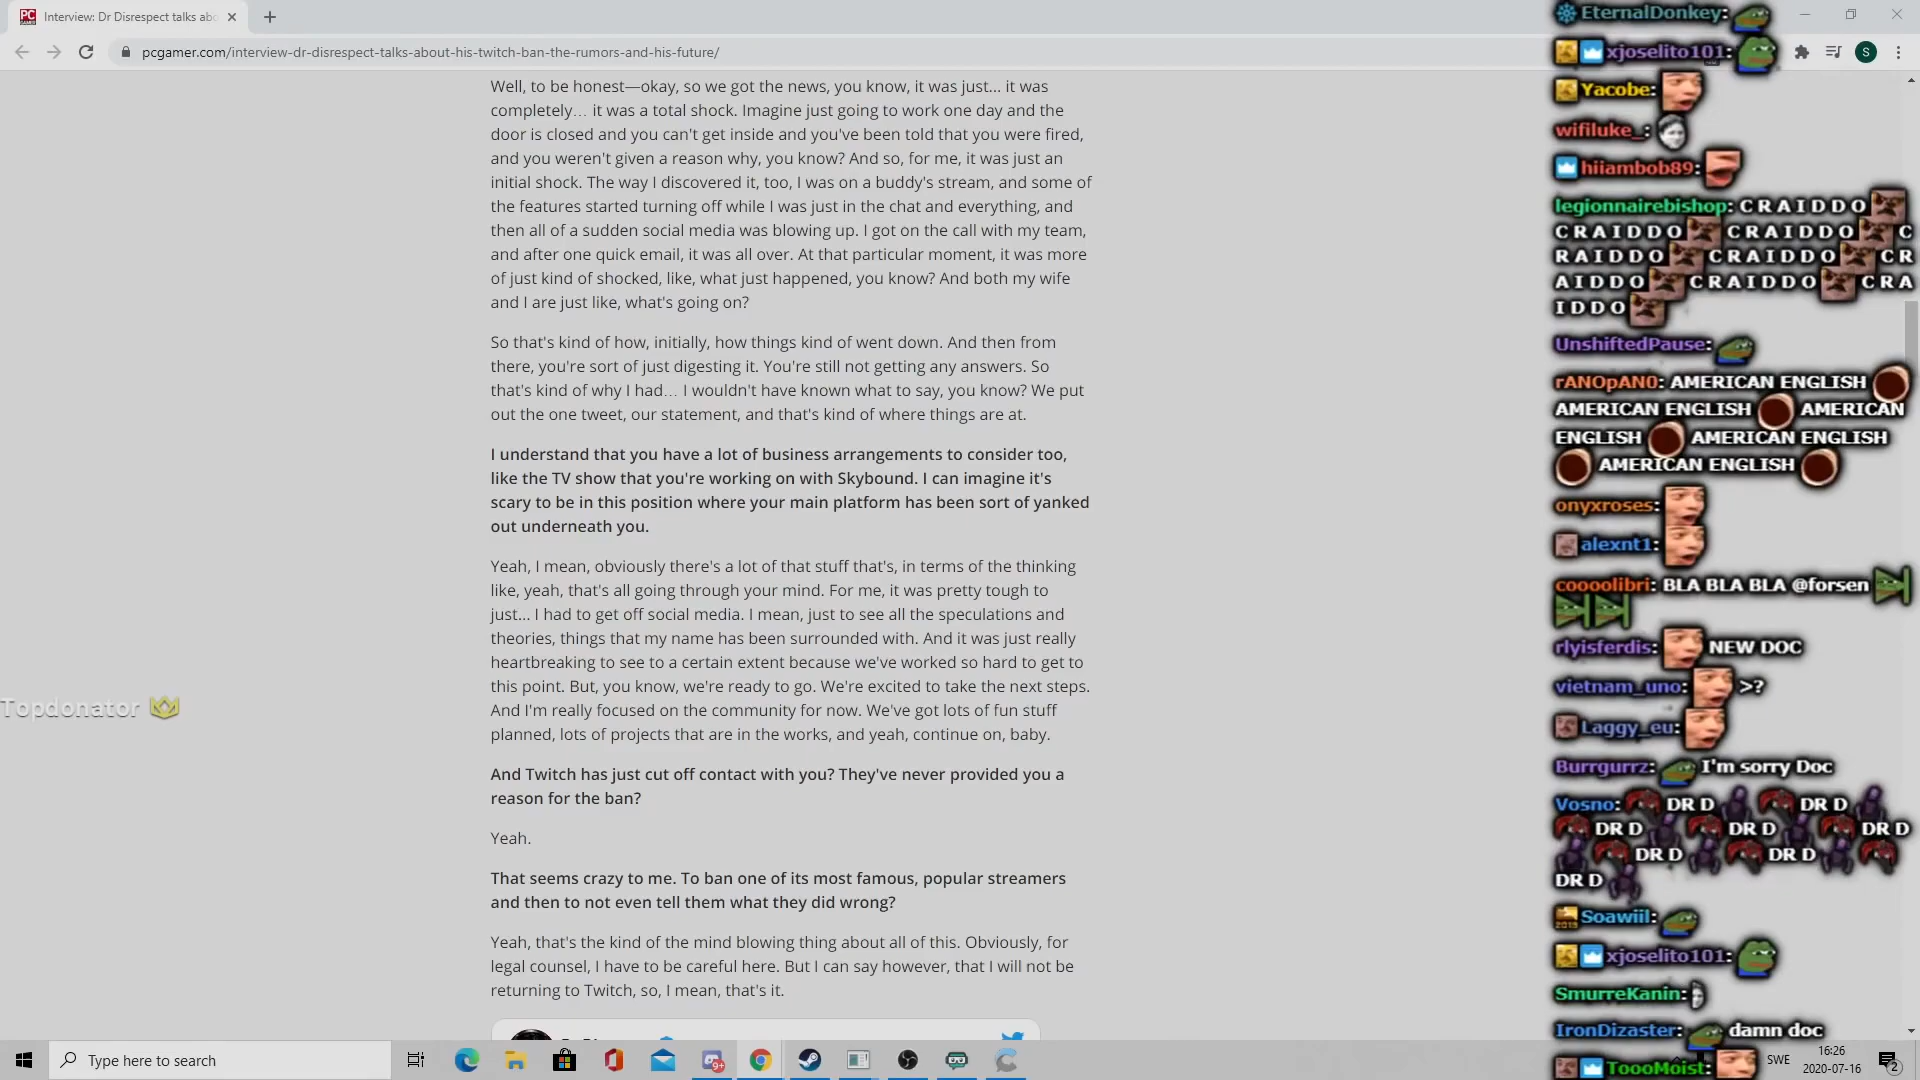 Interview: Dr Disrespect talks abo
pcgamer.com/interview-dr-disrespect-talks-about-his-twitch-ban-the-rumors-and-his-future/
S
Well, to be honest—okay, so we got the news, you know, it was just... it was
completely… it was a total shock. Imagine just going to work one day and the
door is closed and you can't get inside and you've been told that you were fired,
and you weren't given a reason why, you know? And so, for me, it was just an
initial shock. The way I discovered it, too, I was on a buddy's stream, and some of
the features started turning off while I was just in the chat and everything, and
then all of a sudden social media was blowing up. I got on the call with my team,
and after one quick email, it was all over. At that particular moment, it was more
of just kind of shocked, like, what just happened, you know? And both my wife
and I are just like, what's going on?
So that's kind of how, initially, how things kind of went down. And then from
there, you're sort of just digesting it. You're still not getting any answers. So
that's kind of why I had… I wouldn't have known what to say, you know? We put
out the one tweet, our statement, and that's kind of where things are at.
I understand that you have a lot of business arrangements to consider too,
like the TV show that you're working on with Skybound. I can imagine it's
scary to be in this position where your main platform has been sort of yanked
out underneath you.
Yeah, I mean, obviously there's a lot of that stuff that's, in terms of the thinking
like, yeah, that's all going through your mind. For me, it was pretty tough to
just... I had to get off social media. I mean, just to see all the speculations and
theories, things that my name has been surrounded with. And it was just really
heartbreaking to see to a certain extent because we've worked so hard to get to
this point. But, you know, we're ready to go. We're excited to take the next steps.
And I'm really focused on the community for now. We've got lots of fun stuff
planned, lots of projects that are in the works, and yeah, continue on, baby.
And Twitch has just cut off contact with you? They've never provided you a
reason for the ban?
Yeah.
That seems crazy to me. To ban one of its most famous, popular streamers
and then to not even tell them what they did wrong?
Yeah, that's the kind of the mind blowing thing about all of this. Obviously, for
legal counsel, I have to be careful here. But I can say however, that I will not be
returning to Twitch, so, I mean, that's it.
Topdonator
EternalDonkey:
xjoselito101:
Yacobe:
wifiluke_:
hiiambob89:
legionnairebishop: C R A I D D O
C R A I D D O C R A I D D O C
R A I D D O C R A I D D O C R
A I D D O C R A I D D O C R A
I D D O
UnshiftedPause:
rANOpAN0: AMERICAN ENGLISH
AMERICAN ENGLISH AMERICAN
ENGLISH AMERICAN ENGLISH
AMERICAN ENGLISH
onyxroses:
alexnt1:
coooolibri: BLA BLA BLA @forsen
rlyisferdis: NEW DOC
vietnam_uno: >?
Laggy_eu:
Burrgurrz: I'm sorry Doc
Vosno: DR D DR D
DR D DR D DR D
DR D DR D
DR D
Soawiil:
xjoselito101:
SmurreKanin:
IronDizaster: damn doc
ToooMoist:
Type here to search
9+
SWE
16:26
2020-07-16
2